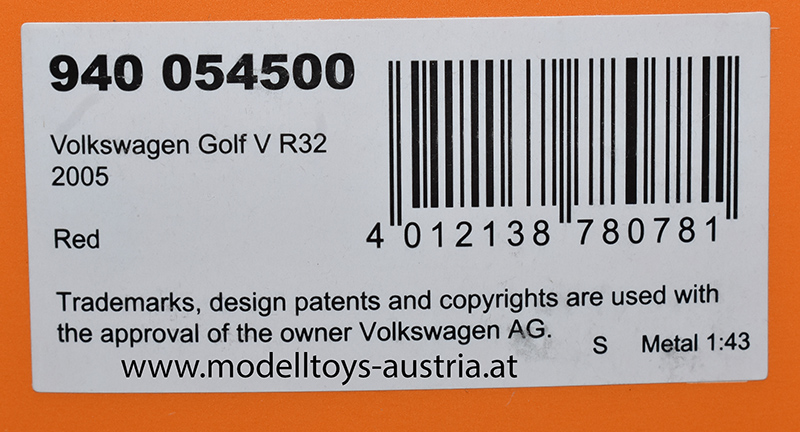 940 054500
Volkswagen Golf V R32
2005
Red
4 012138 780781
Trademarks, design patents and copyrights are used with
the approval of the owner Volkswagen AG.
S Metal 1:43
www.modelltoys-austria.at